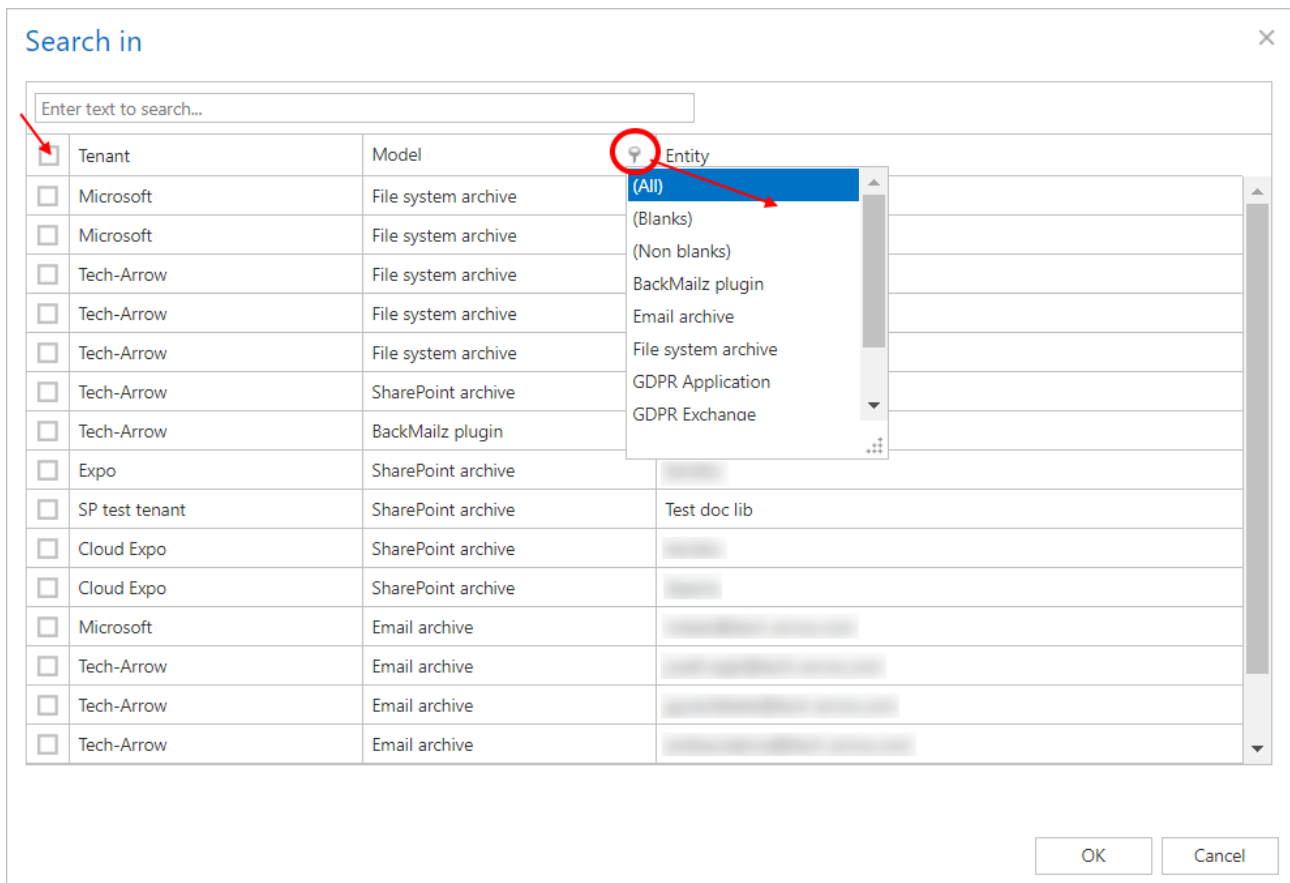 Search in
Enter text to search...
Tenant Model Entity
Microsoft File system archive
Microsoft File system archive
Tech-Arrow File system archive
Tech-Arrow File system archive
Tech-Arrow File system archive
Tech-Arrow SharePoint archive
Tech-Arrow BackMailz plugin
(All)
(Blanks)
(Non blanks)
BackMailz plugin
Email archive
File system archive
GDPR Application
GDPR Exchange
Expo SharePoint archive
SP test tenant SharePoint archive Test doc lib
Cloud Expo SharePoint archive
Cloud Expo SharePoint archive
Microsoft Email archive
Tech-Arrow Email archive
Tech-Arrow Email archive
Tech-Arrow Email archive
OK Cancel